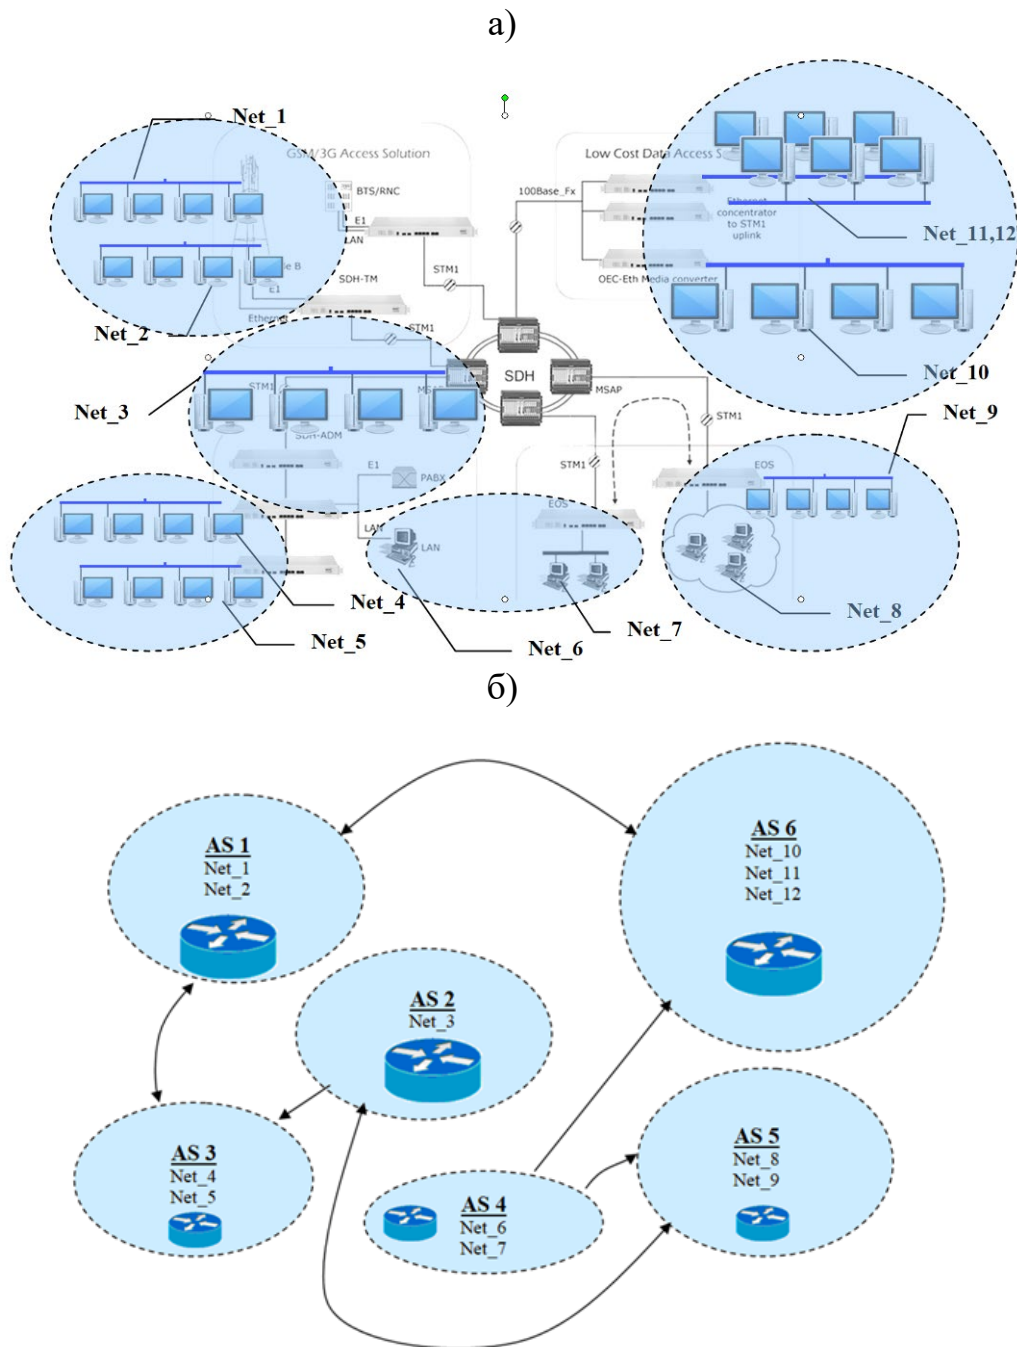 а)
Net_1
GSM/3G Access Solution
BTS/RNC
E1
LAN
STM1
SDH-TM
E1
Ethernet
STM1
Net_2
Low Cost Data Access S
100Base_Fx
Ethernet
concentrator
to STM1
uplink
OEC-Eth Media converter
Net_11,12
Net_10
SDH
MSAP
Net_3
STM1
SDH-ADM
STM1
Net_9
E1
PABX
STM1
EOS
EOS
LAN
LAN
Net_4
Net_5
Net_6
Net_7
Net_8
б)
AS 1
Net_1
Net_2
AS 6
Net_10
Net_11
Net_12
AS 2
Net_3
AS 3
Net_4
Net_5
AS 5
Net_8
Net_9
AS 4
Net_6
Net_7